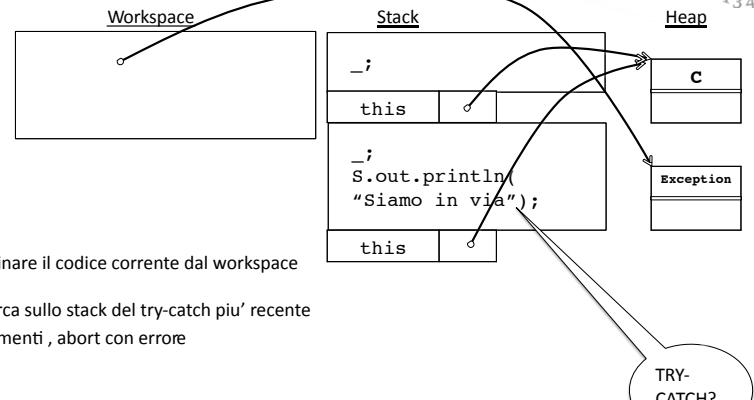 Workspace
Stack
Heap
_;
this
C
_;
S.out.println(
“Siamo in via”);
this
Exception
inare il codice corrente dal workspace
rca sullo stack del try-catch piu’ recente
menti , abort con errore
TRY-
CATCH?